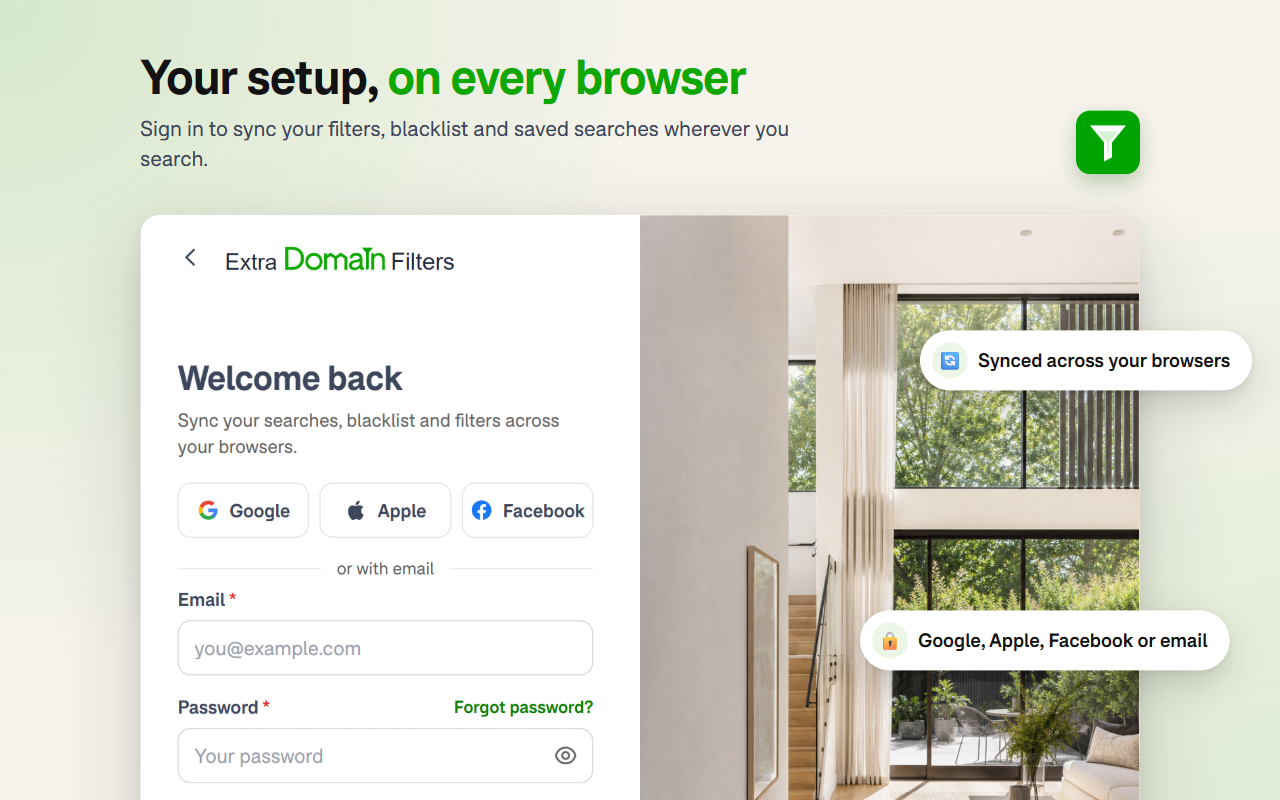 Your setup, on every browser
Sign in to sync your filters, blacklist and saved searches wherever you
search.
Extra Domain Filters
Welcome back
Sync your searches, blacklist and filters across
your browsers.
Google
Apple
Facebook
or with email
Email *
you@example.com
Password *
Forgot password?
Your password
Synced across your browsers
Google, Apple, Facebook or email